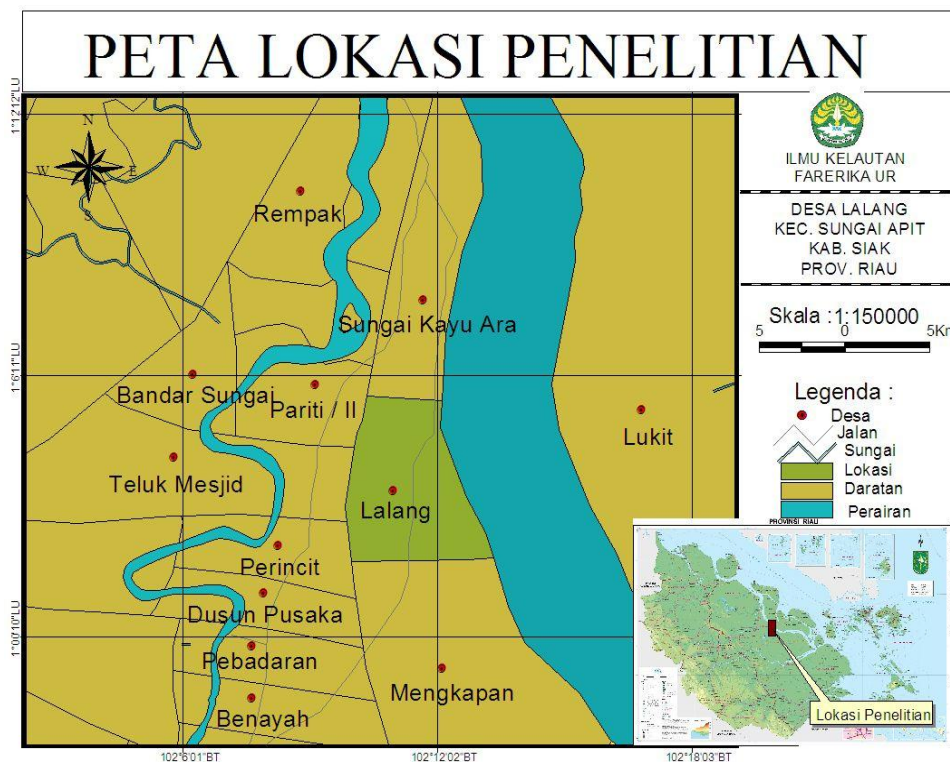 PETA LOKASI PENELITIAN
1°12'12"LU
N
W
E
S
Rempak
Sungai Kayu Ara
1°6'11"LU
Bandar Sungai
Pariti / II
Lukit
Teluk Mesjid
Lalang
Perincit
Dusun Pusaka
1°00'10"LU
Pebadaran
Mengkapan
Benayah
102°6'01"BT
102°12'02"BT
102°18'03"BT
ILMU KELAUTAN
FARERIKA UR
DESA LALANG
KEC. SUNGAI APIT
KAB. SIAK
PROV. RIAU
Skala :1:150000
5
0
5Km
Legenda :
Desa
Jalan
Sungai
Lokasi
Daratan
Perairan
PROVINSI RIAU
Lokasi Penelitian